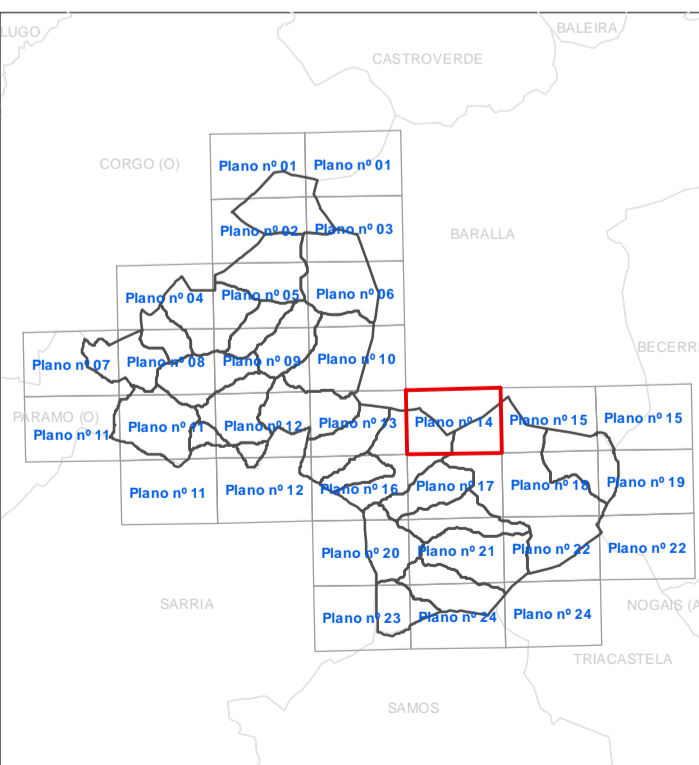 LUGO
BALEIRA
CASTROVERDE
CORGO (O)
Plano nº 01
Plano nº 01
Plano nº 02
Plano nº 03
BARALLA
Plano nº 04
Plano nº 05
Plano nº 06
BECERRE
Plano nº 07
Plano nº 08
Plano nº 09
Plano nº 10
PARAMO (O)
Plano nº 11
Plano nº 11
Plano nº 12
Plano nº 13
Plano nº 14
Plano nº 15
Plano nº 15
Plano nº 11
Plano nº 12
Plano nº 16
Plano nº 17
Plano nº 18
Plano nº 19
Plano nº 20
Plano nº 21
Plano nº 22
Plano nº 22
SARRIA
NOGAIS (A
Plano nº 23
Plano nº 24
Plano nº 24
TRIACASTELA
SAMOS